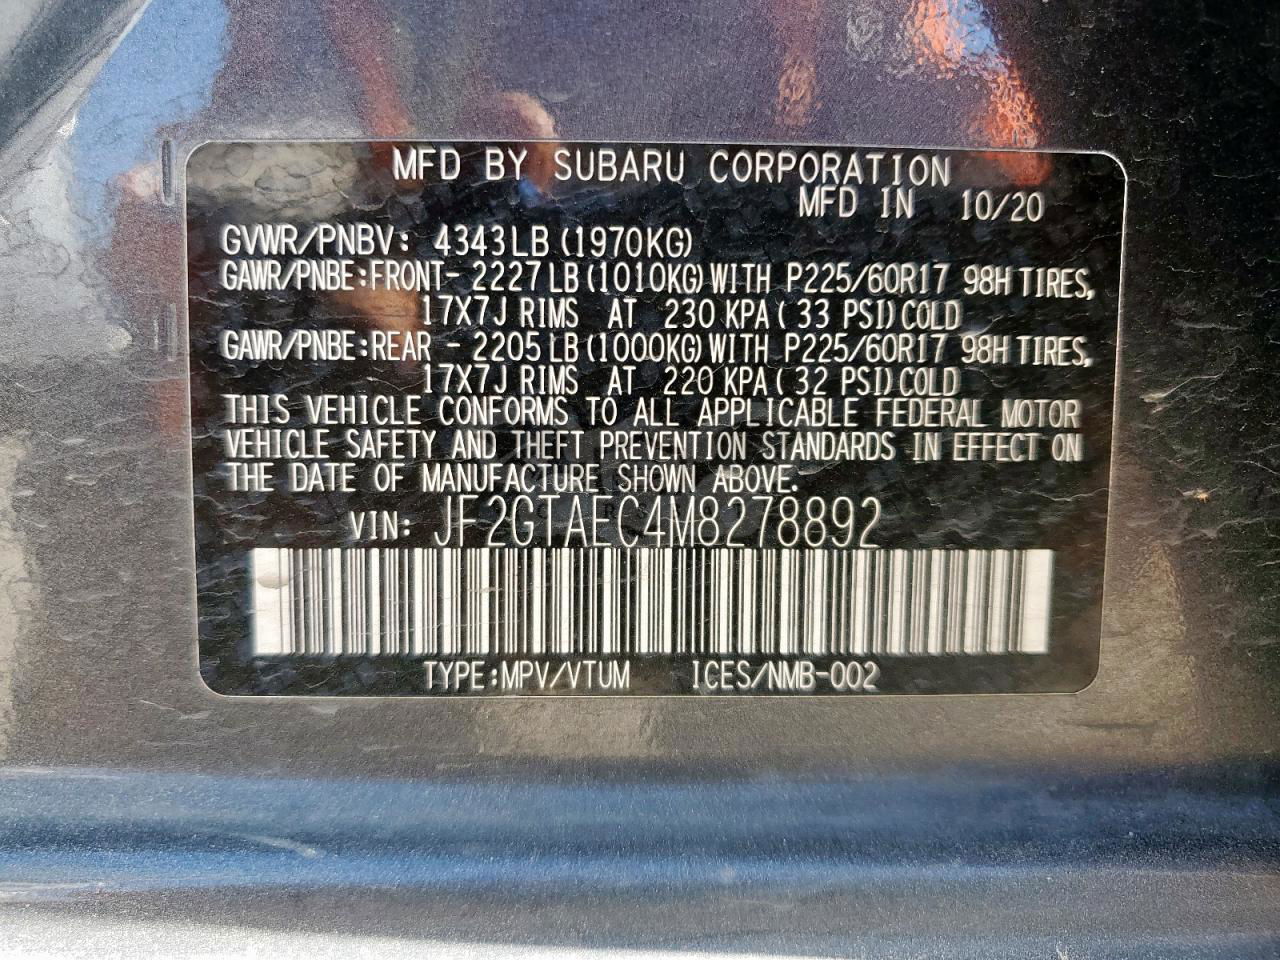 MFD BY SUBARU CORPORATION
MFD IN 10/20
GVWR/PNBV: 4343LB (1970KG)
GAWR/PNBE:FRONT- 2227LB(1010KG)WITH P225/60R17 98H TIRES,
17X7J RIMS AT 230 KPA( 33 PSI)COLD
GAWR/PNBE:REAR - 2205LB(1000KG)WITH P225/60R17 98H TIRES,
17X7J RIMS AT 220 KPA( 32 PSI)COLD
THIS VEHICLE CONFORMS TO ALL APPLICABLE FEDERAL MOTOR
VEHICLE SAFETY AND THEFT PREVENTION STANDARDS IN EFFECT ON
THE DATE OF MANUFACTURE SHOWN ABOVE.
VIN: JF2GTAEC4M8278892
TYPE:MPV/VTUM ICES/NMB-002